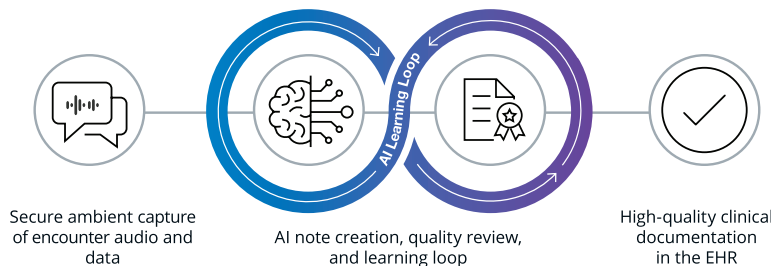 AI Learning Loop
Secure ambient capture
of encounter audio and
data
AI note creation, quality review,
and learning loop
High-quality clinical
documentation
in the EHR